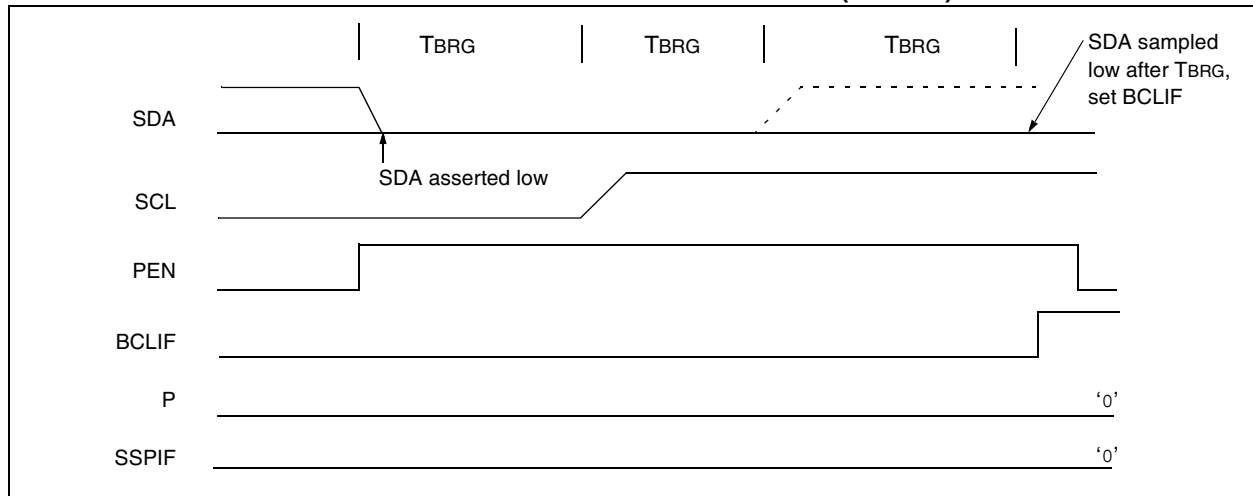 TBRG TBRG TBRG
SDA sampled
low after TBRG,
set BCLIF
SDA
SDA asserted low
SCL
PEN
BCLIF
P '0'
SSPIF '0'